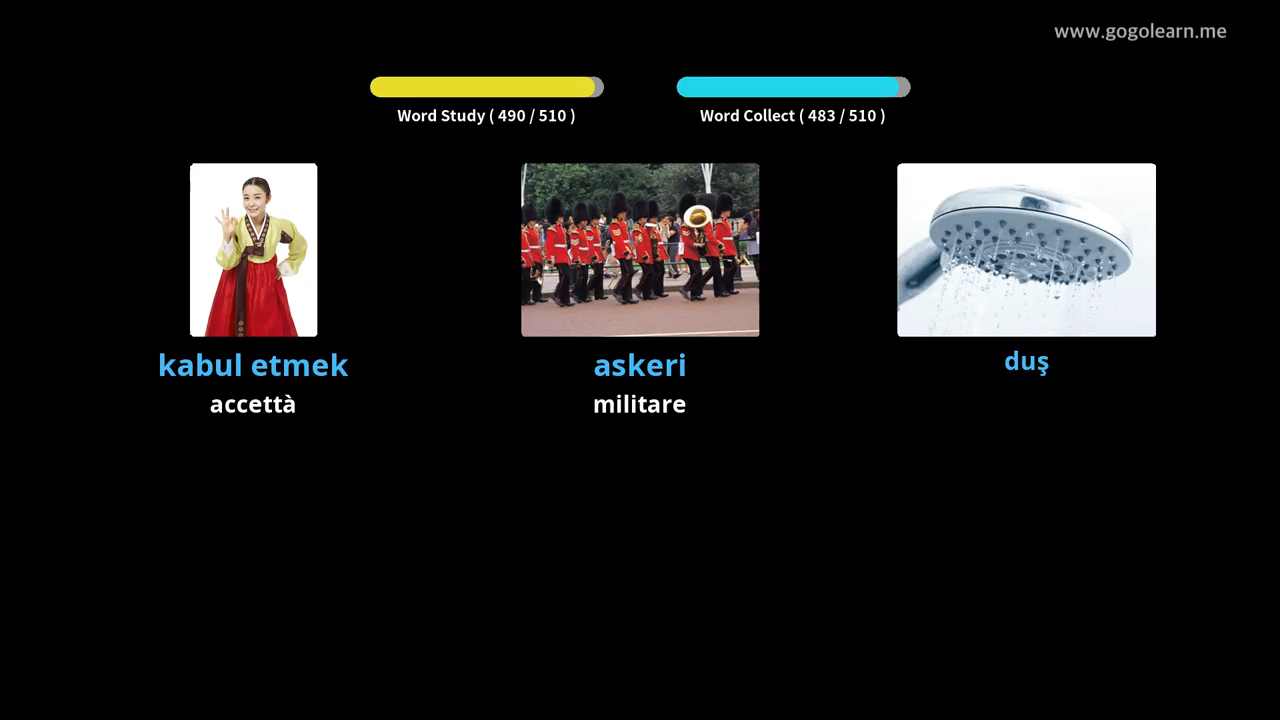 www.gogolearn.me
Word Study ( 490 / 510 )
Word Collect ( 483 / 510 )
kabul etmek
accettà
askeri
militare
duş